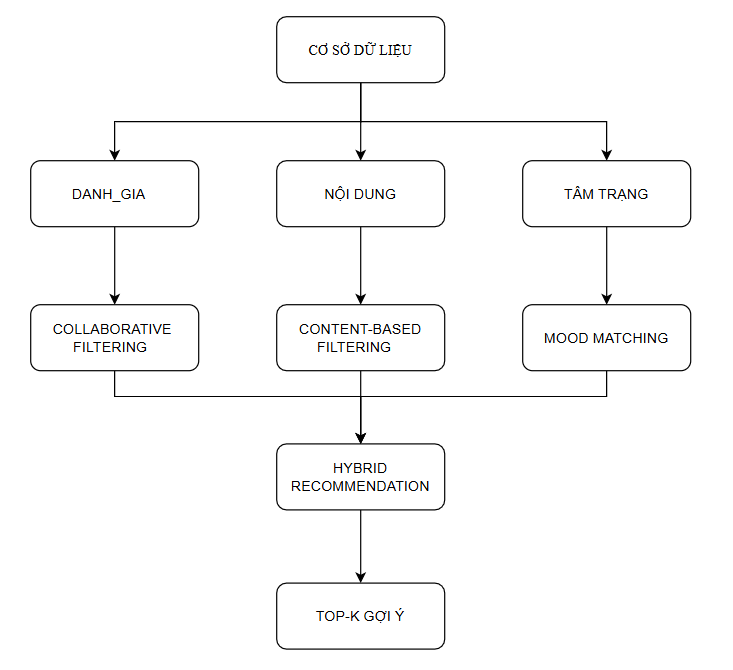 CƠ SỞ DỮ LIỆU
DANH_GIA
NỘI DUNG
TÂM TRẠNG
COLLABORATIVE
FILTERING
CONTENT-BASED
FILTERING
MOOD MATCHING
HYBRID
RECOMMENDATION
TOP-K GỢI Ý